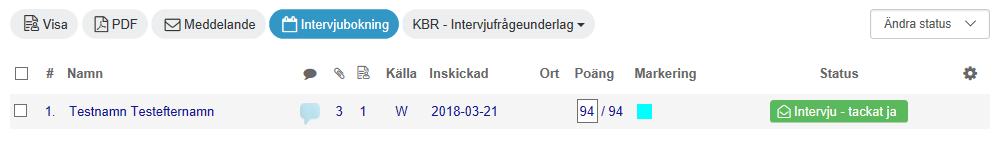 Visa PDF Meddelande Intervjubokning KBR - Intervjufrågeunderlag Ändra status
# Namn Källa Inskickad Ort Poäng Markering Status
1. Testnamn Testefternamn 3 1 W 2018-03-21 94 / 94 Intervju - tackat ja